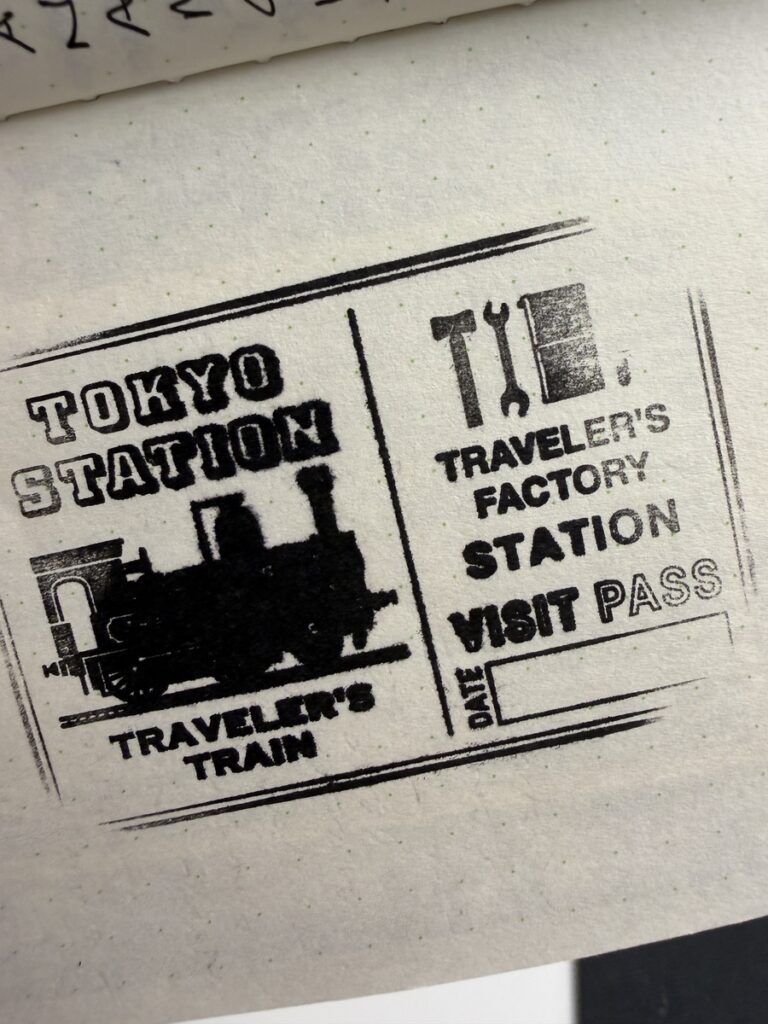 TOKYO
STATION
TRAVELER'S
TRAIN
TRAVELER'S
FACTORY
STATION
VISIT PASS
DATE